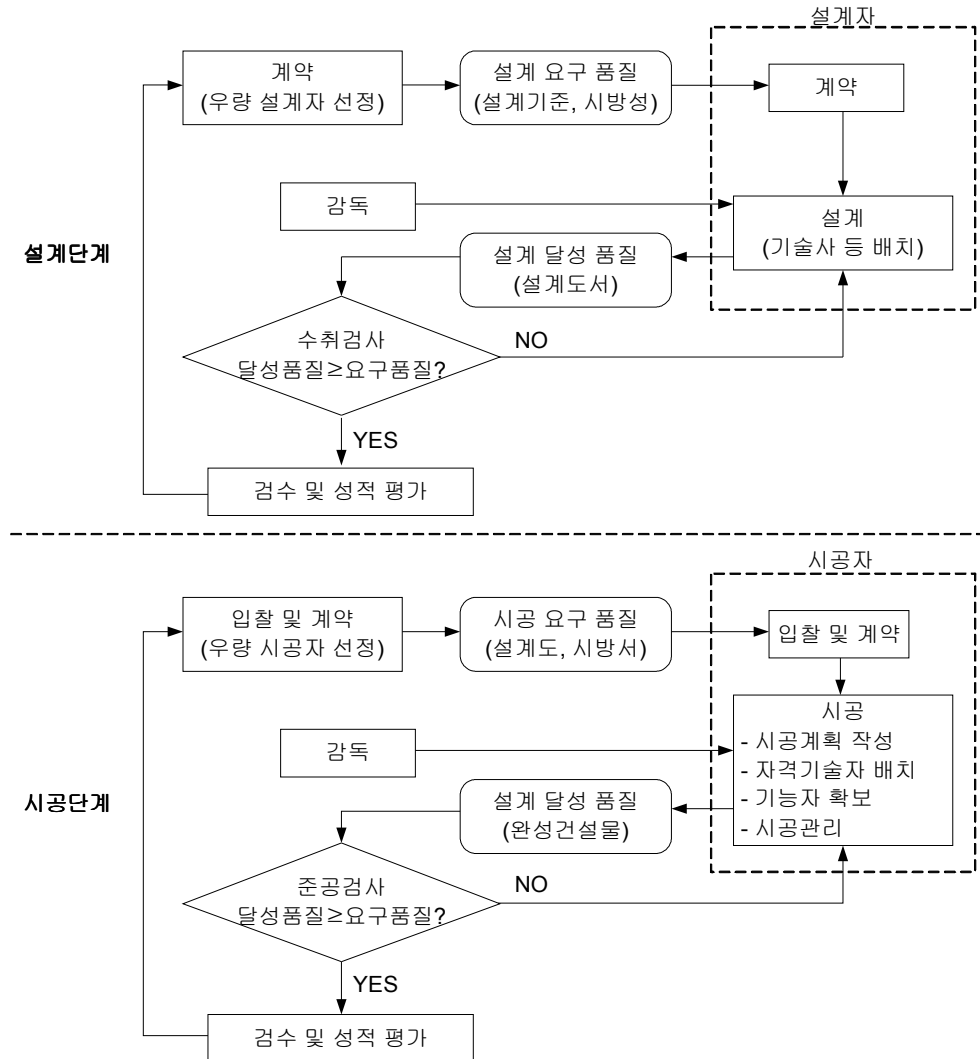 설계자
계약
(우량 설계자 선정)
설계 요구 품질
(설계기준, 시방성)
계약
감독
설계
(기술사 등 배치)
설계단계
설계 달성 품질
(설계도서)
수취검사
달성품질≥요구품질?
NO
YES
검수 및 성적 평가
시공자
입찰 및 계약
(우량 시공자 선정)
시공 요구 품질
(설계도, 시방서)
입찰 및 계약
감독
시공
- 시공계획 작성
- 자격기술자 배치
- 기능자 확보
- 시공관리
시공단계
설계 달성 품질
(완성건설물)
준공검사
달성품질≥요구품질?
NO
YES
검수 및 성적 평가